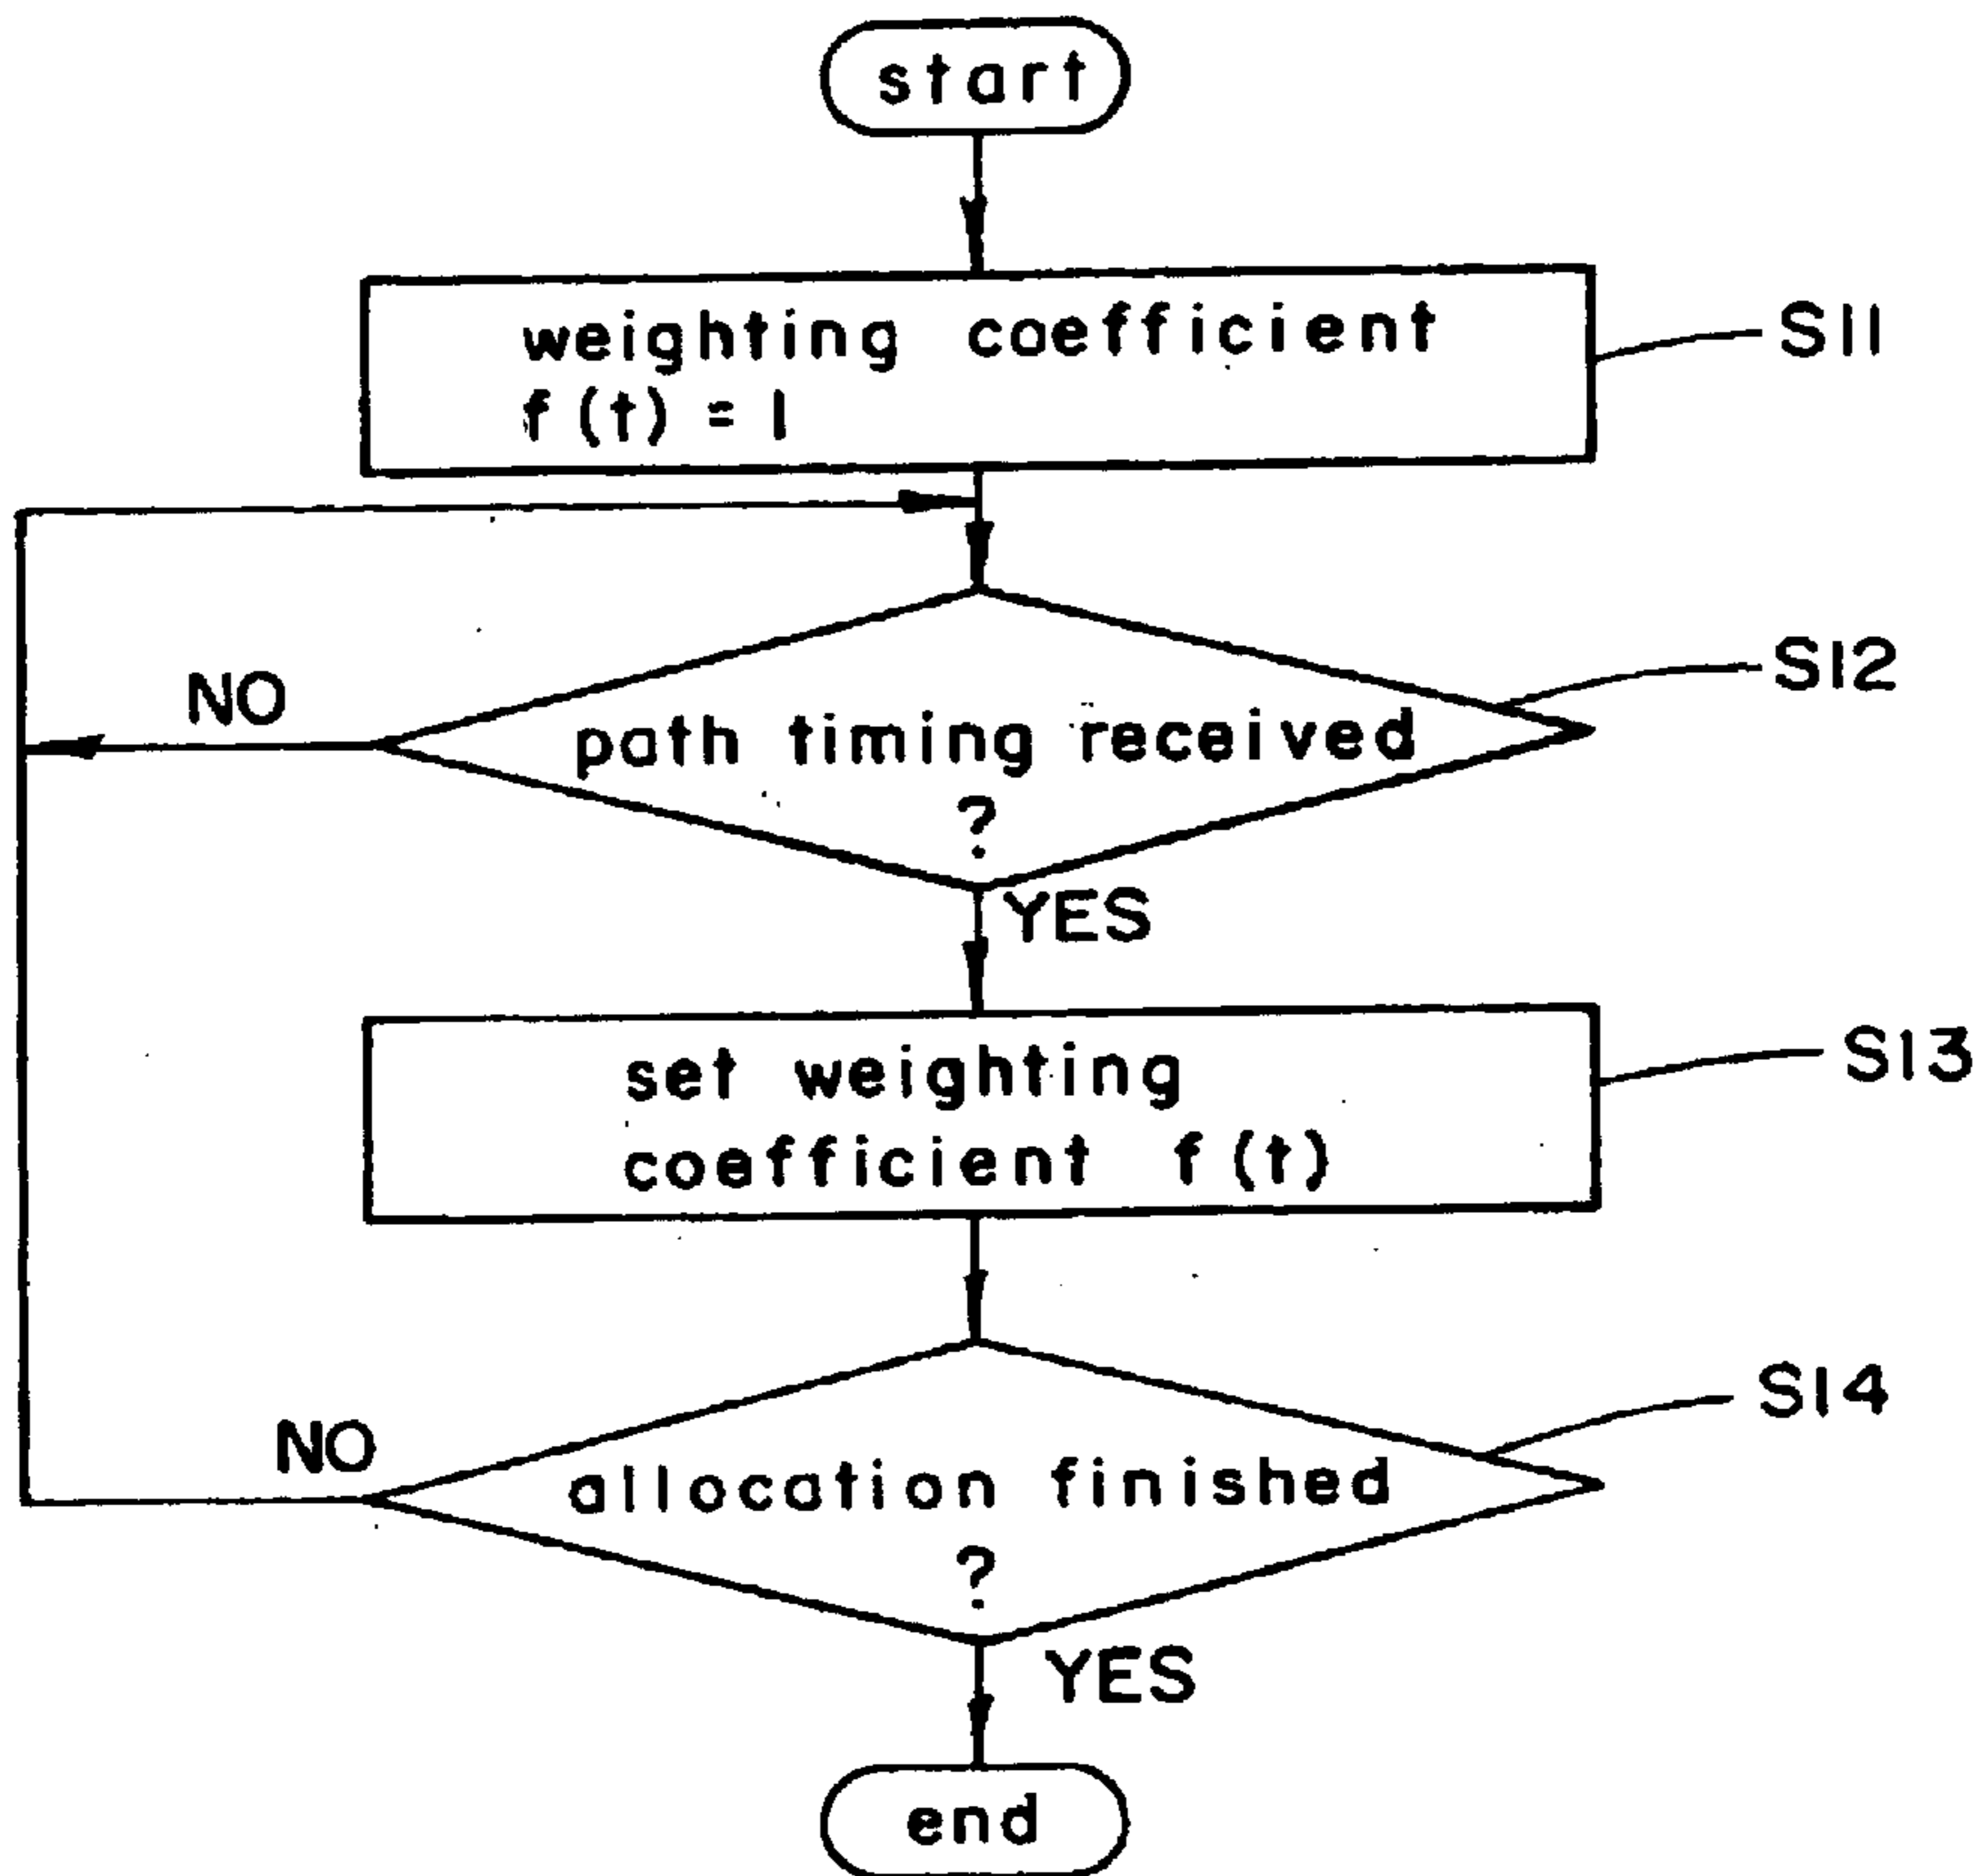 start
weighting coefficient
f(t) = 1
S11
S12
NO
path timing received
?
YES
set weighting
coefficient f(t)
S13
S14
NO
allocation finished
?
YES
end